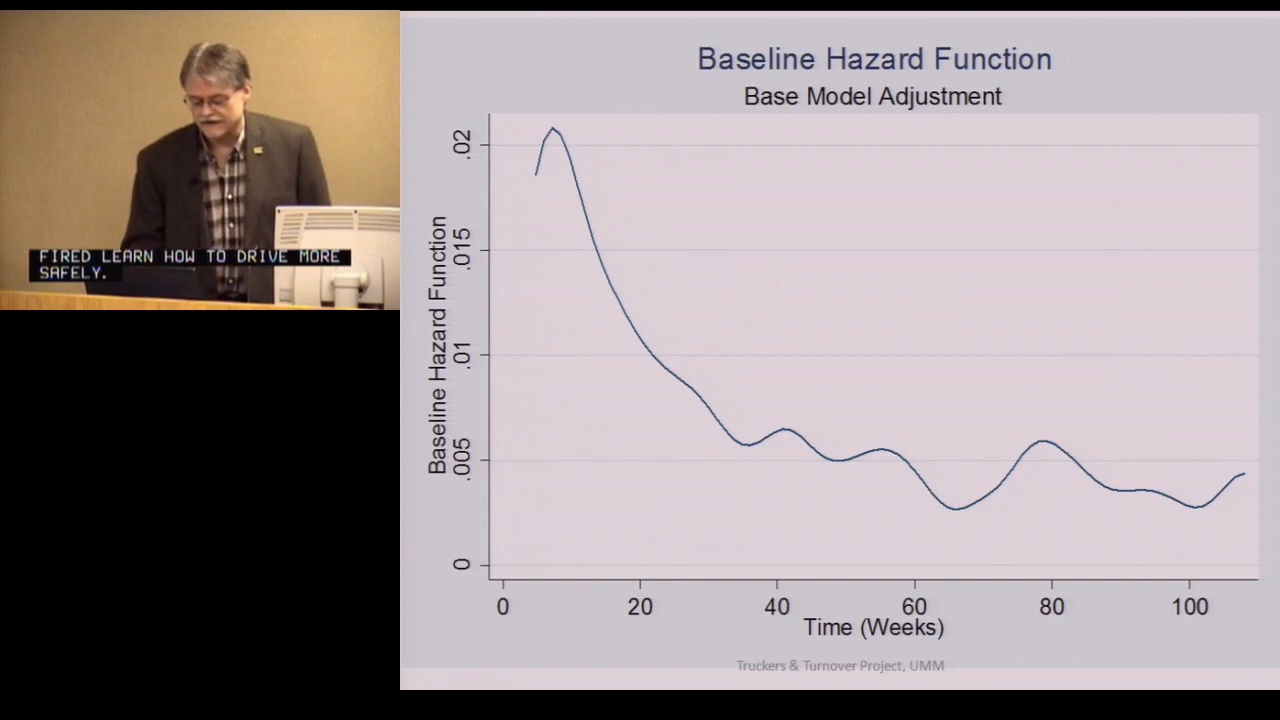 FIRED LEARN HOW TO DRIVE MORE
SAFELY.
Baseline Hazard Function
Base Model Adjustment
Baseline Hazard Function
.02
.015
.01
.005
0
0 20 40 60 80 100
Time (Weeks)
Truckers & Turnover Project, UMM